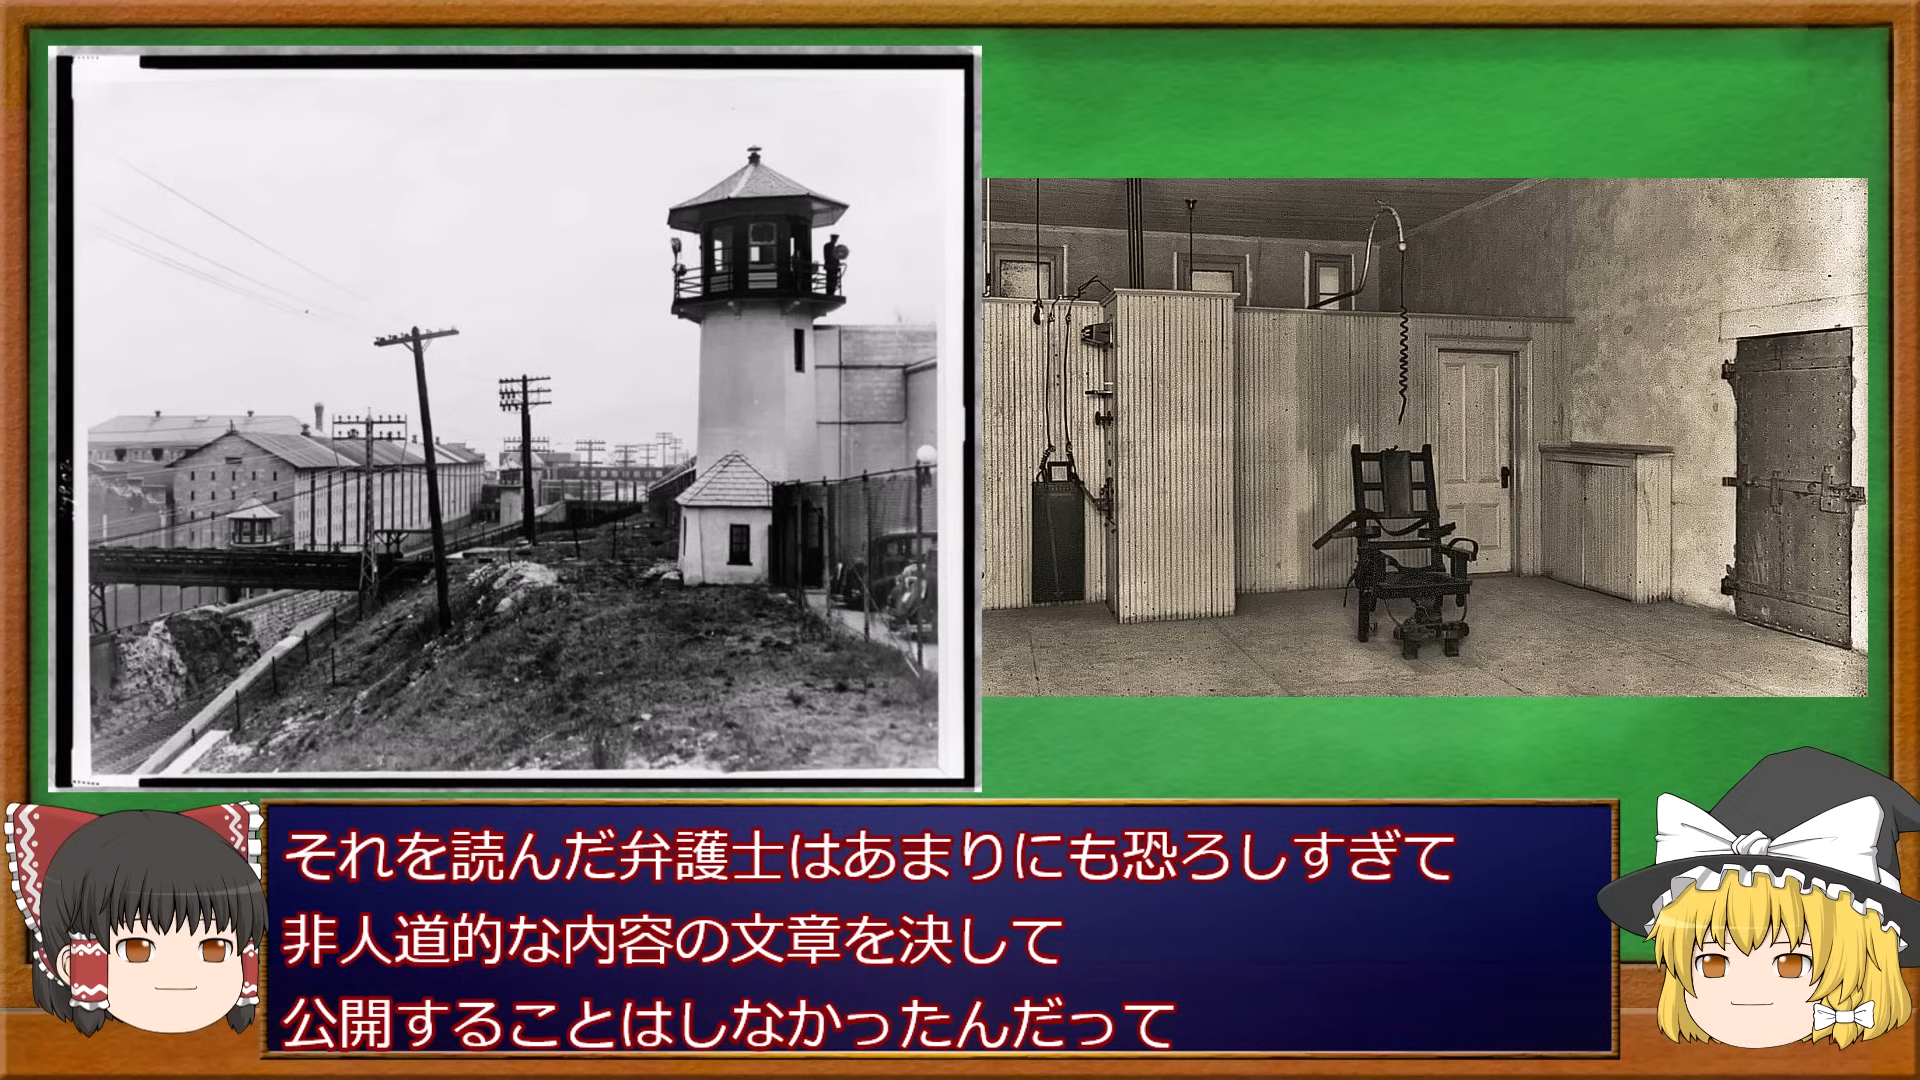 それを読んだ弁護士はあまりにも恐ろしすぎて
非人道的な内容の文章を決して
公開することはしなかったんだって